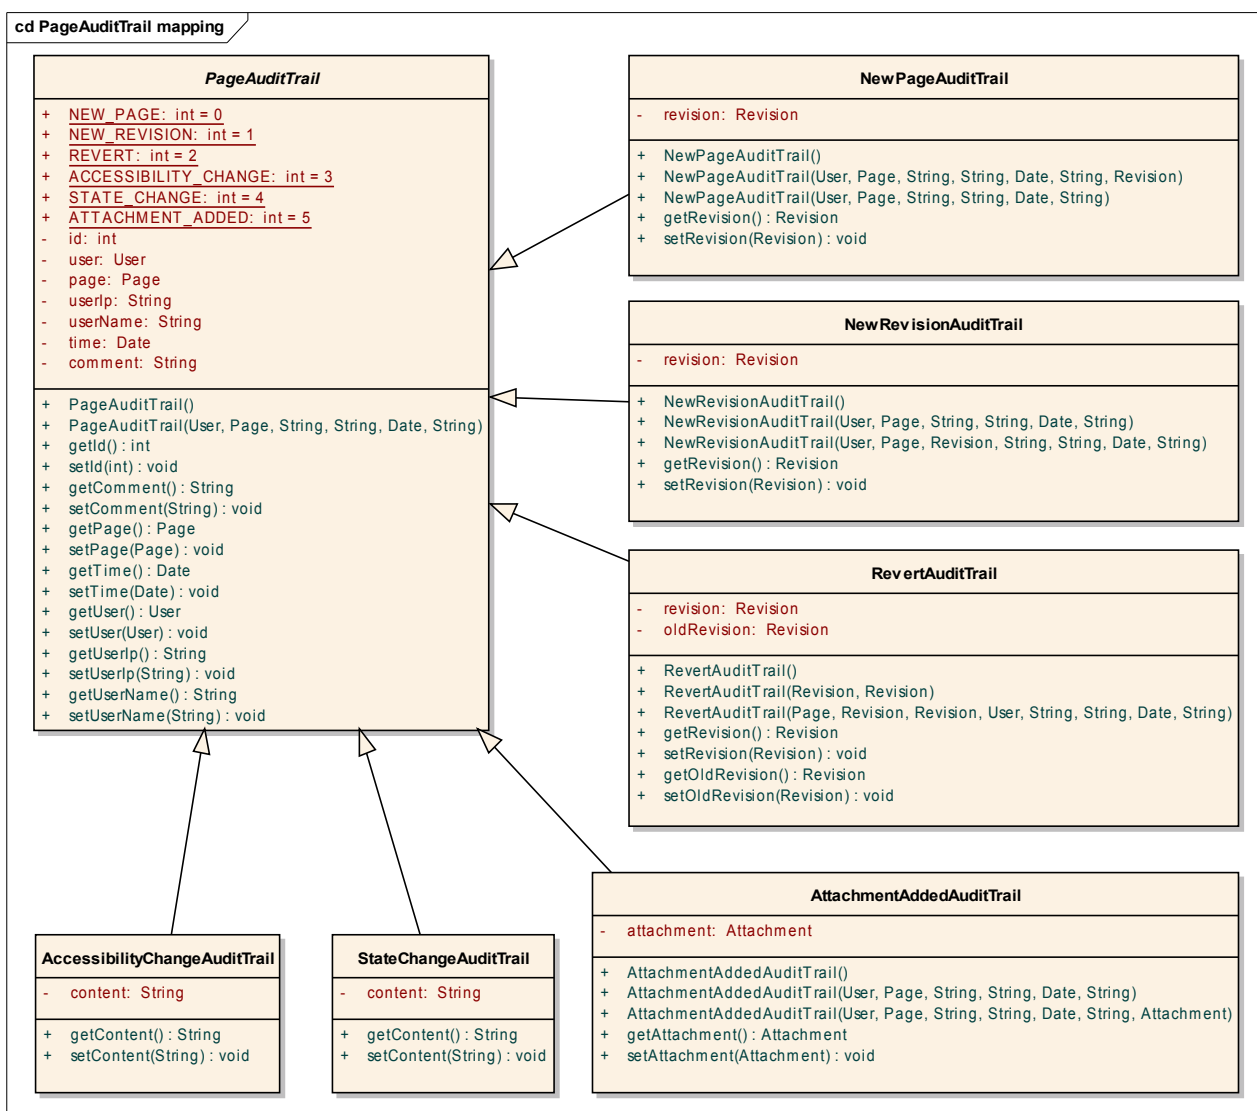 cd PageAuditTrail mapping
PageAuditTrail
+ NEW_PAGE: int = 0
+ NEW_REVISION: int = 1
+ REVERT: int = 2
+ ACCESSIBILITY_CHANGE: int = 3
+ STATE_CHANGE: int = 4
+ ATTACHMENT_ADDED: int = 5
- id: int
- user: User
- page: Page
- userIp: String
- userName: String
- time: Date
- comment: String
+ PageAuditTrail()
+ PageAuditTrail(User, Page, String, String, Date, String)
+ getId() : int
+ setId(int) : void
+ getComment() : String
+ setComment(String) : void
+ getPage() : Page
+ setPage(Page) : void
+ getTime() : Date
+ setTime(Date) : void
+ getUser() : User
+ setUser(User) : void
+ getUserIp() : String
+ setUserIp(String) : void
+ getUserName() : String
+ setUserName(String) : void
NewPageAuditTrail
- revision: Revision
+ NewPageAuditTrail()
+ NewPageAuditTrail(User, Page, String, String, Date, String, Revision)
+ NewPageAuditTrail(User, Page, String, String, Date, String)
+ getRevision() : Revision
+ setRevision(Revision) : void
NewRevisionAuditTrail
- revision: Revision
+ NewRevisionAuditTrail()
+ NewRevisionAuditTrail(User, Page, String, String, Date, String)
+ NewRevisionAuditTrail(User, Page, Revision, String, String, Date, String)
+ getRevision() : Revision
+ setRevision(Revision) : void
RevertAuditTrail
- revision: Revision
- oldRevision: Revision
+ RevertAuditTrail()
+ RevertAuditTrail(Revision, Revision)
+ RevertAuditTrail(Page, Revision, Revision, User, String, String, Date, String)
+ getRevision() : Revision
+ setRevision(Revision) : void
+ getOldRevision() : Revision
+ setOldRevision(Revision) : void
AccessibilityChangeAuditTrail
- content: String
+ getContent() : String
+ setContent(String) : void
StateChangeAuditTrail
- content: String
+ getContent() : String
+ setContent(String) : void
AttachmentAddedAuditTrail
- attachment: Attachment
+ AttachmentAddedAuditTrail()
+ AttachmentAddedAuditTrail(User, Page, String, String, Date, String)
+ AttachmentAddedAuditTrail(User, Page, String, String, Date, String, Attachment)
+ getAttachment() : Attachment
+ setAttachment(Attachment) : void